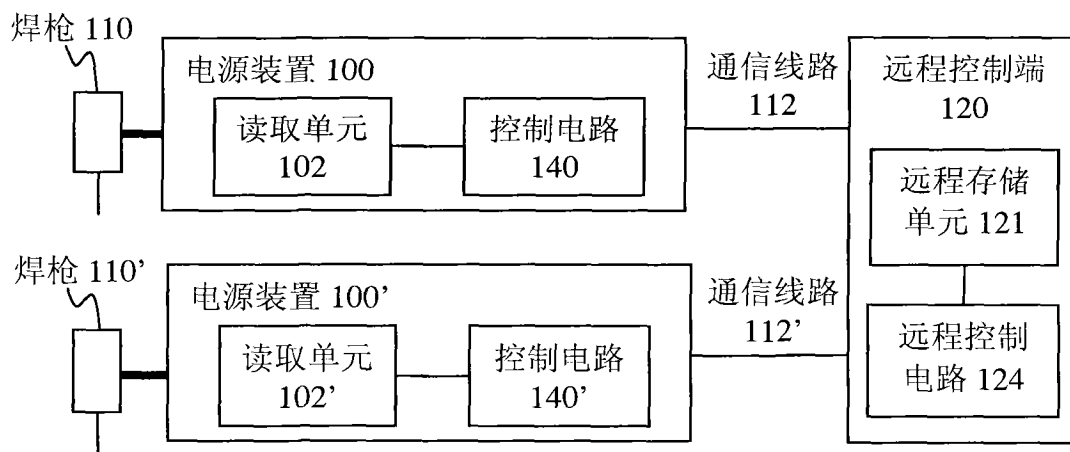 焊枪 110
电源装置 100
读取单元
102
控制电路
140
通信线路
112
远程控制端
120
远程存储
单元 121
远程控制
电路 124
焊枪 110’
电源装置 100’
读取单元
102’
控制电路
140’
通信线路
112’